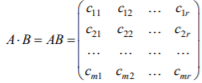 A · B = AB = ( c₁₁ c₁₂ … c₁ᵣ
c₂₁ c₂₂ … c₂ᵣ
… … … …
cₘ₁ cₘ₂ … cₘᵣ )